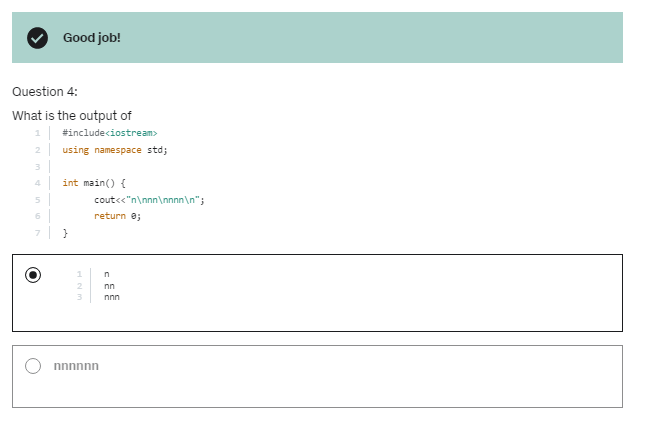 Good job!
Question 4:
What is the output of
1 #include<iostream>
2 using namespace std;
3
4 int main() {
5 cout<<"n\nnn\nnnn\n";
6 return 0;
7 }
1 n
2 nn
3 nnn
nnnnnn